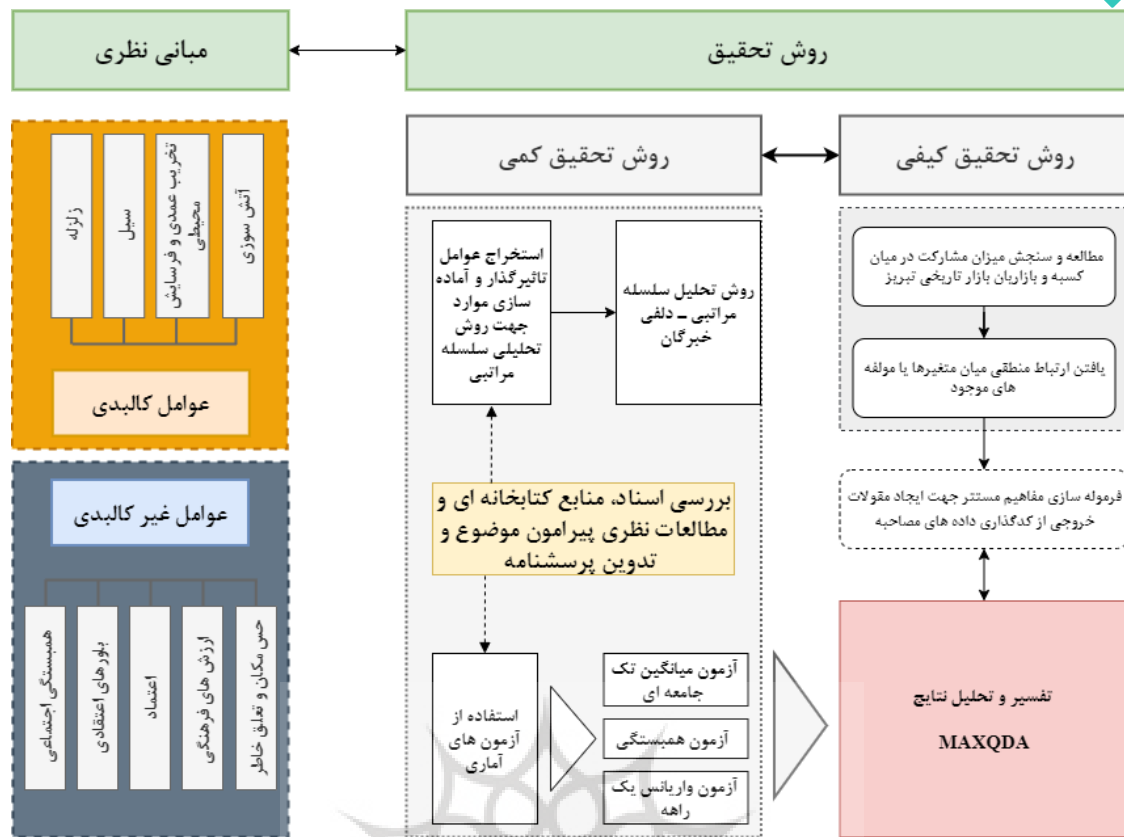 روش تحقیق
مبانی نظری
روش تحقیق کیفی
روش تحقیق کمی
مطالعه و سنجش میزان مشارکت در میان
کسبه و بازاریان بازار تاریخی تبریز
یافتن ارتباط منطقی میان متغیرها یا مولفه
های موجود
فرموله سازی مفاهیم مستتر جهت ایجاد مقولات
خروجی از کدگذاری داده های مصاحبه
تفسیر و تحلیل نتایج
MAXQDA
استخراج عوامل
تاثیرگذار و آماده
سازی موارد
جهت روش
تحلیلی سلسله
مراتبی
روش تحلیل سلسله
مراتبی – دلفی
خبرگان
بررسی اسناد، منابع کتابخانه ای و
مطالعات نظری پیرامون موضوع و
تدوین پرسشنامه
استفاده از
آزمون های
آماری
آزمون میانگین تک
جامعه ای
آزمون همبستگی
آزمون واریانس یک
راهه
آتش سوزی
تخریب عمدی و فرسایش
محیطی
سیل
زلزله
عوامل کالبدی
عوامل غیر کالبدی
حس مکان و تعلق خاطر
ارزش های فرهنگی
اعتماد
باورهای اعتقادی
همبستگی اجتماعی